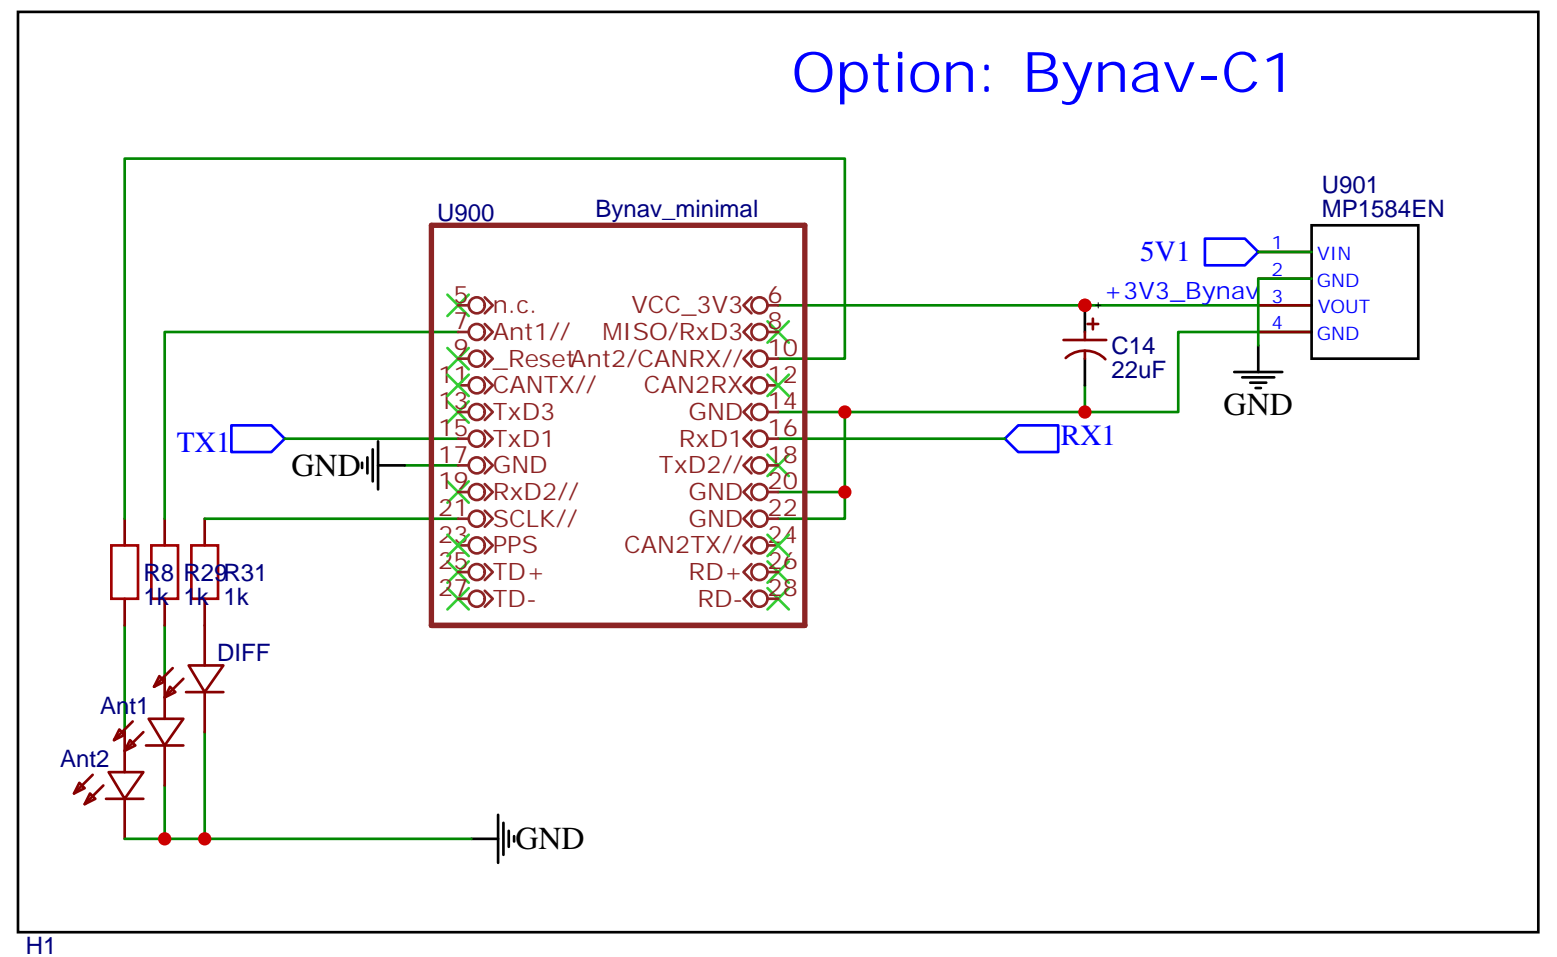 Option: Bynav-C1
U901
MP1584EN
U900
Bynav_minimal
5V1
1
VIN
2
GND
+3V3_Bynav
3
VOUT
4
GND
GND
5
n.c.
VCC_3V3
6
7
Ant1//
MISO/RxD3
8
9
_Reset
Ant2/CANRX//
10
11
CANTX//
CAN2RX
12
13
TxD3
GND
14
15
TxD1
RxD1
16
17
GND
TxD2//
18
19
RxD2//
GND
20
21
SCLK//
GND
22
23
PPS
CAN2TX//
24
25
TD+
RD+
26
27
TD-
RD-
28
+
C14
22uF
TX1
RX1
GND
R8
1k
R29
1k
R31
1k
DIFF
Ant1
Ant2
GND
H1